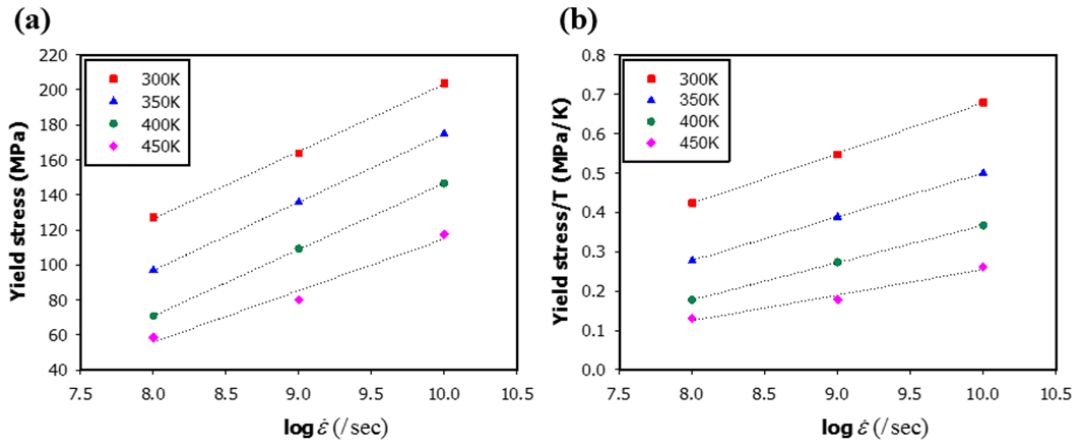 (a)
220
200
180
160
140
120
100
80
60
40
Yield stress (MPa)
300K
350K
400K
450K
7.5 8.0 8.5 9.0 9.5 10.0 10.5
log ε̇ (/sec)
(b)
0.8
0.7
0.6
0.5
0.4
0.3
0.2
0.1
0.0
Yield stress/T (MPa/K)
300K
350K
400K
450K
7.5 8.0 8.5 9.0 9.5 10.0 10.5
log ε̇ (/sec)